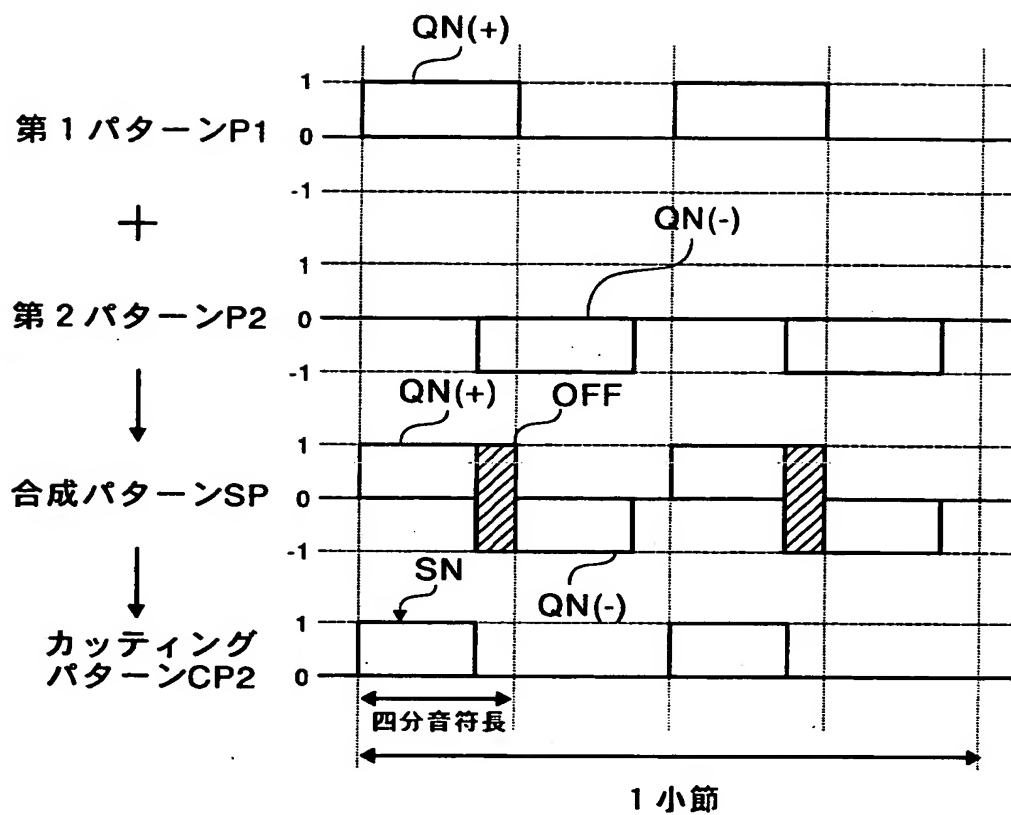 QN(+)
1
第1パターンP1
0
-1
+
QN(-)
1
第2パターンP2
0
-1
QN(+)
OFF
1
合成パターンSP
0
-1
SN
QN(-)
1
カッティング
パターンCP2
0
四分音符長
1小節